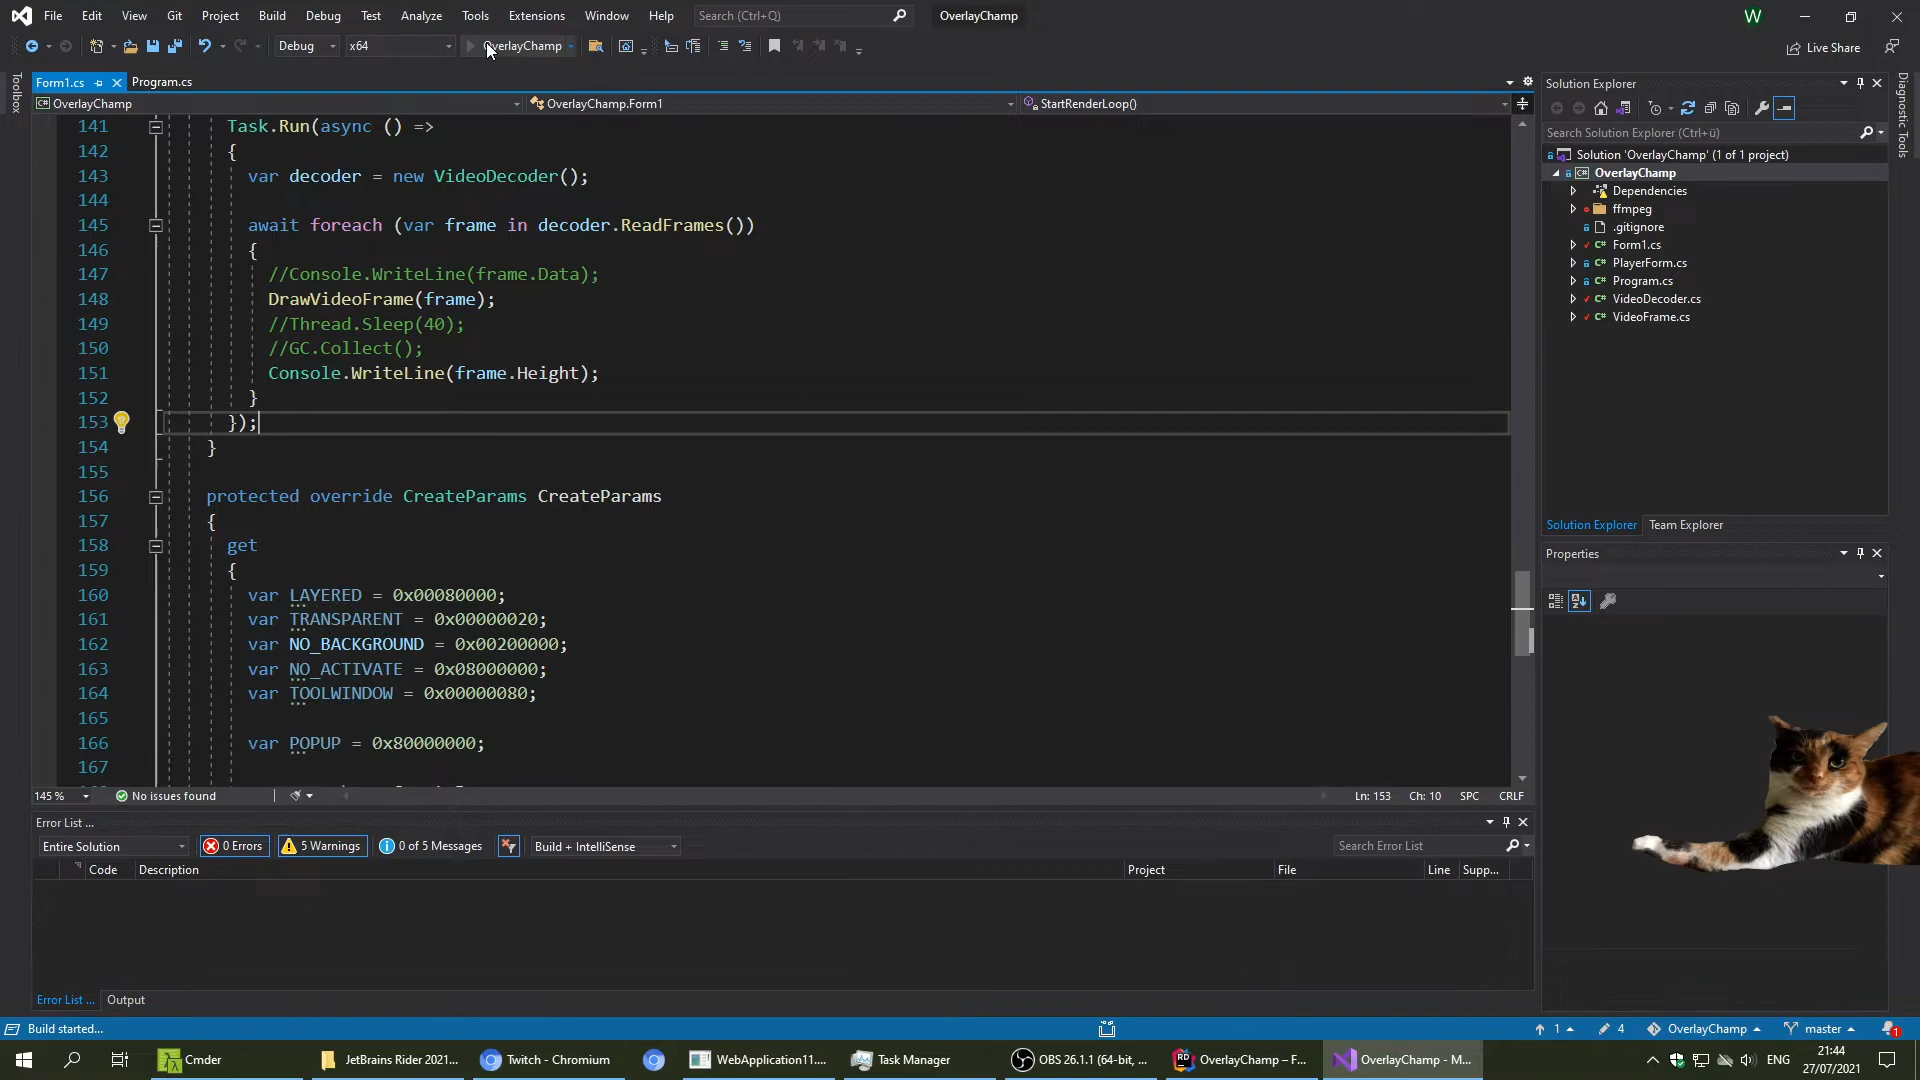 File Edit View Git Project Build Debug Test Analyze Tools Extensions Window Help Search (Ctrl+Q) OverlayChamp W
Debug x64 OverlayChamp Live Share
Toolbox
Form1.cs Program.cs
OverlayChamp OverlayChamp.Form1 StartRenderLoop()
141 Task.Run(async () =>
142 {
143 var decoder = new VideoDecoder();
144
145 await foreach (var frame in decoder.ReadFrames())
146 {
147 //Console.WriteLine(frame.Data);
148 DrawVideoFrame(frame);
149 //Thread.Sleep(40);
150 //GC.Collect();
151 Console.WriteLine(frame.Height);
152 }
153 });
154 }
155
156 protected override CreateParams CreateParams
157 {
158 get
159 {
160 var LAYERED = 0x00080000;
161 var TRANSPARENT = 0x00000020;
162 var NO_BACKGROUND = 0x00200000;
163 var NO_ACTIVATE = 0x08000000;
164 var TOOLWINDOW = 0x00000080;
165
166 var POPUP = 0x80000000;
167
145 % No issues found Ln: 153 Ch: 10 SPC CRLF
Error List ...
Entire Solution 0 Errors 5 Warnings 0 of 5 Messages Build + IntelliSense Search Error List
Code Description Project File Line Supp...
Error List ... Output
Solution Explorer
Search Solution Explorer (Ctrl+ü)
Solution 'OverlayChamp' (1 of 1 project)
OverlayChamp
Dependencies
ffmpeg
.gitignore
Form1.cs
PlayerForm.cs
Program.cs
VideoDecoder.cs
VideoFrame.cs
Solution Explorer Team Explorer
Properties
Diagnostic Tools
Build started... 1 4 OverlayChamp master 1
Cmder JetBrains Rider 2021... Twitch - Chromium WebApplication11.... Task Manager OBS 26.1.1 (64-bit, ... RD OverlayChamp – F... OverlayChamp - M... ENG 21:44
27/07/2021